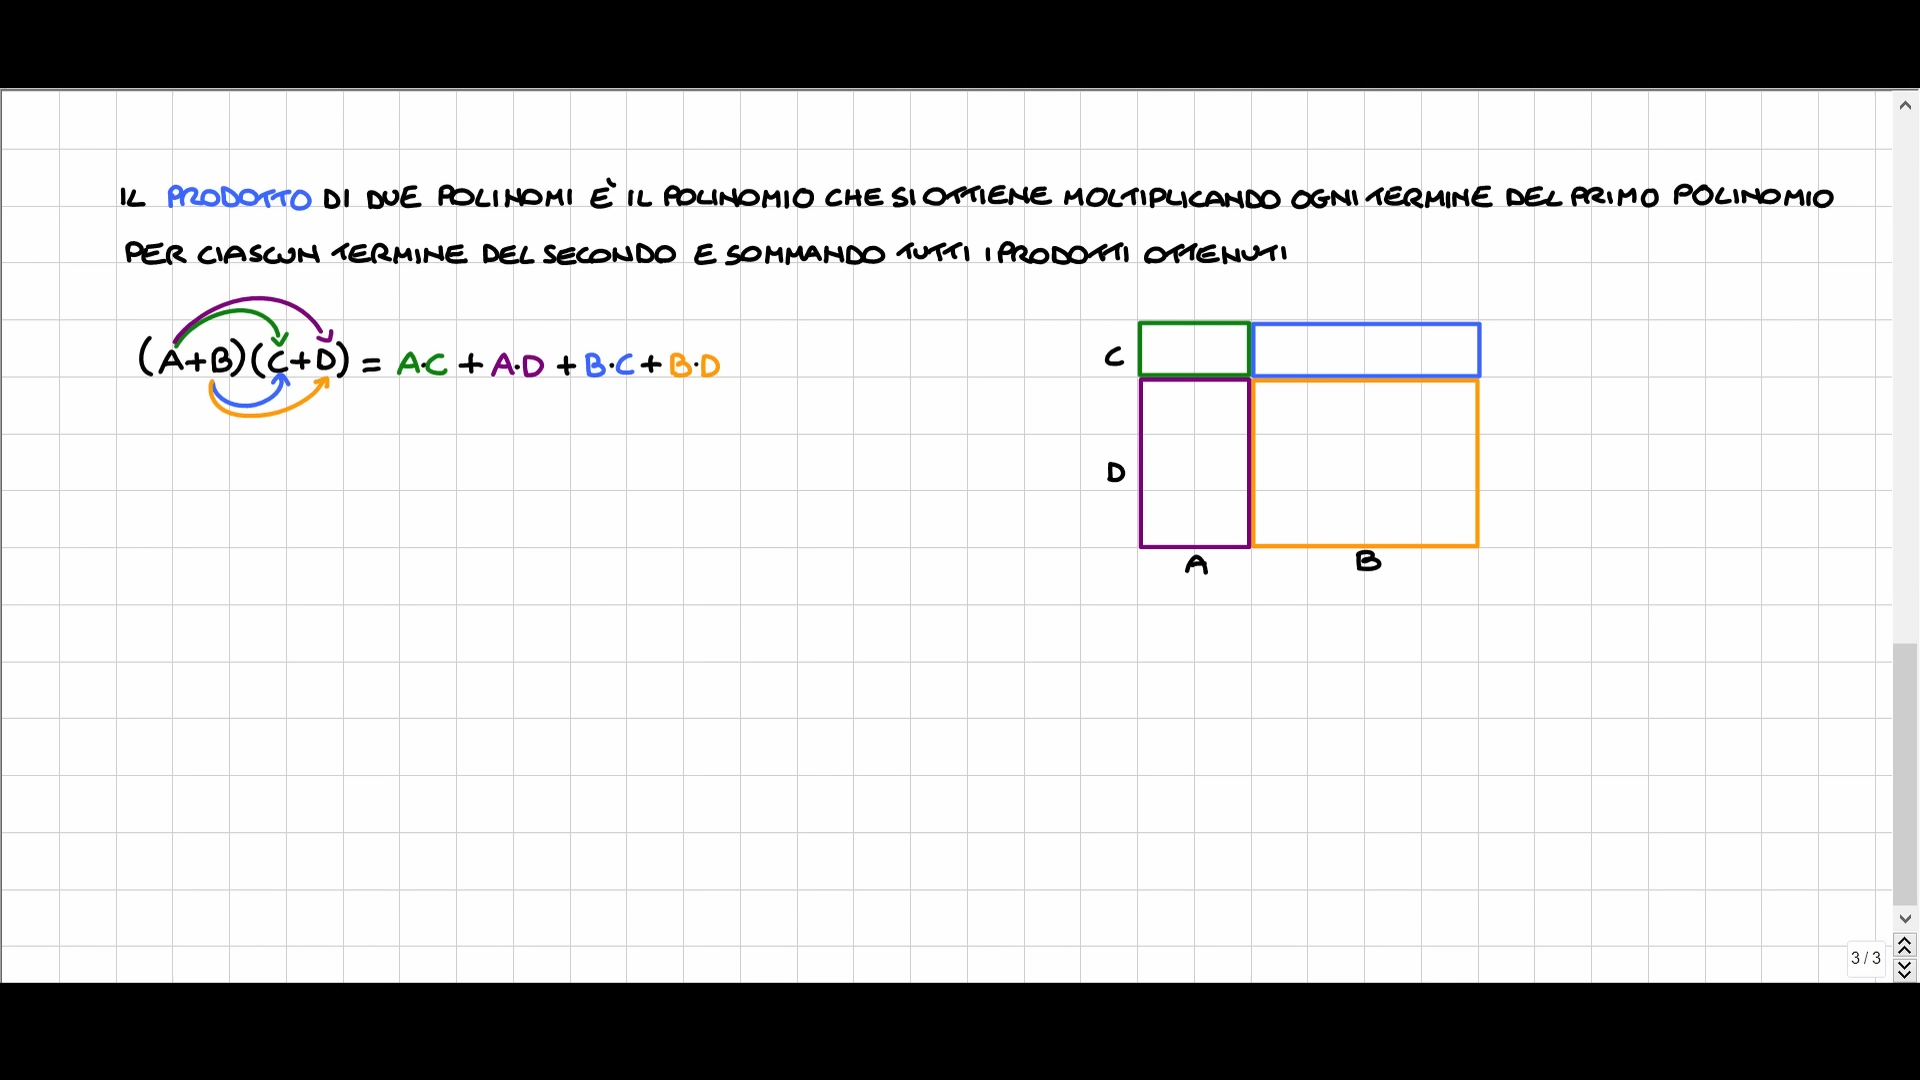 IL PRODOTTO DI DUE POLINOMI È IL POLINOMIO CHE SI OTTIENE MOLTIPLICANDO OGNI TERMINE DEL PRIMO POLINOMIO
PER CIASCUN TERMINE DEL SECONDO E SOMMANDO TUTTI I PRODOTTI OTTENUTI
(A+B)(C+D) = A·C + A·D + B·C + B·D
C
D
A B
3 / 3